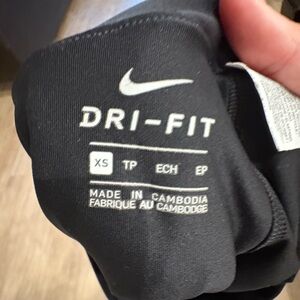 DRI-FIT
XS TP ECH EP
MADE IN CAMBODIA
FABRIQUE AU CAMBODGE